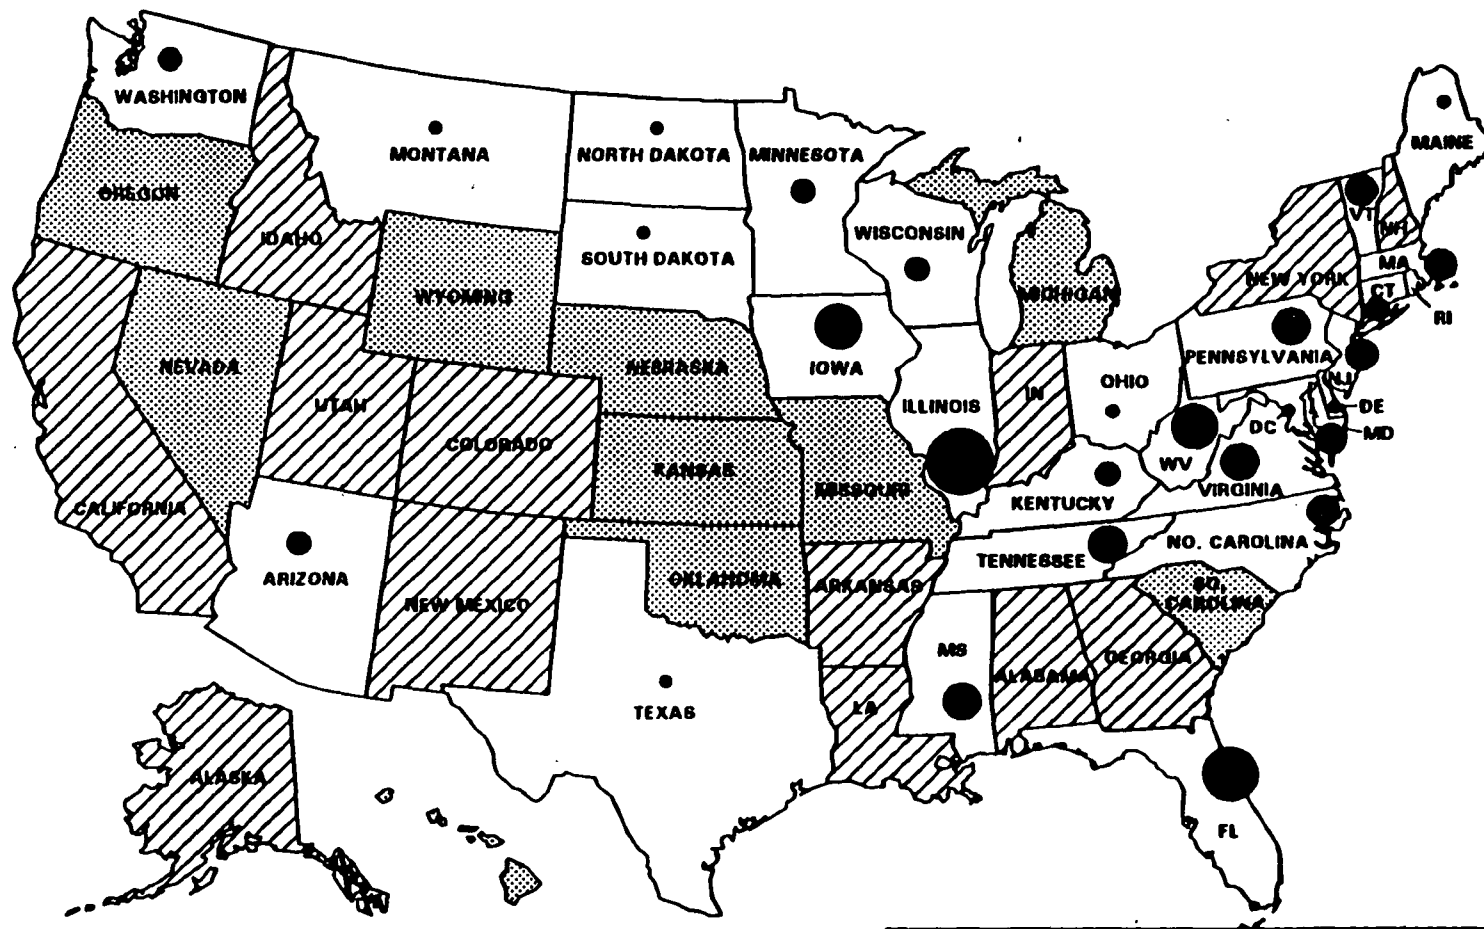 WASHINGTON
MONTANA
NORTH DAKOTA
MINNESOTA
MAINE
OREGON
IDAHO
VT
NH
WISCONSIN
SOUTH DAKOTA
WYOMING
MICHIGAN
NEW YORK
MA
CT
RI
NEVADA
NEBRASKA
IOWA
PENNSYLVANIA
UTAH
ILLINOIS
IN
OHIO
NJ
DE
MD
DC
COLORADO
KANSAS
MISSOURI
WV
VIRGINIA
KENTUCKY
CALIFORNIA
ARIZONA
NEW MEXICO
OKLAHOMA
ARKANSAS
TENNESSEE
NO. CAROLINA
SO.
CAROLINA
MS
ALABAMA
GEORGIA
TEXAS
LA
ALASKA
FL